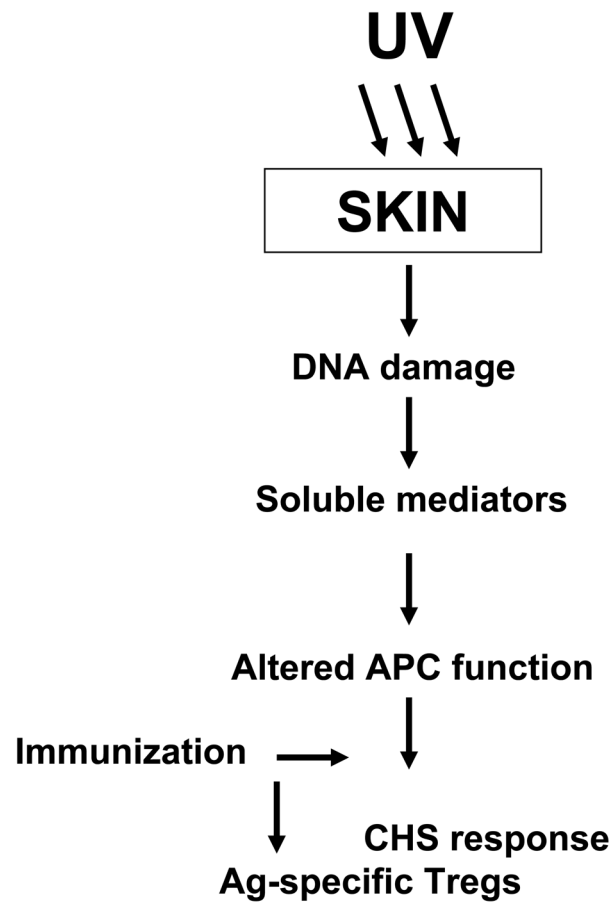 UV
SKIN
DNA damage
Soluble mediators
Altered APC function
Immunization
CHS response
Ag-specific Tregs